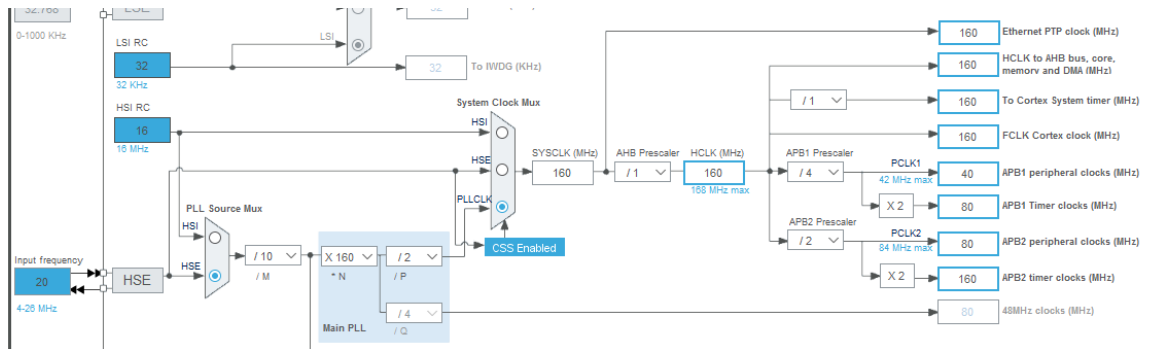 32.768
LSE
32
0-1000 KHz
LSI RC
LSI
32
32
To IWDG (KHz)
32 KHz
HSI RC
16
16 MHz
System Clock Mux
HSI
HSE
PLLCLK
CSS Enabled
SYSCLK (MHz)
160
AHB Prescaler
/ 1
HCLK (MHz)
160
168 MHz max
160
Ethernet PTP clock (MHz)
160
HCLK to AHB bus, core,
memory and DMA (MHz)
/ 1
160
To Cortex System timer (MHz)
160
FCLK Cortex clock (MHz)
APB1 Prescaler
/ 4
PCLK1
42 MHz max
40
APB1 peripheral clocks (MHz)
X 2
80
APB1 Timer clocks (MHz)
APB2 Prescaler
/ 2
PCLK2
84 MHz max
80
APB2 peripheral clocks (MHz)
X 2
160
APB2 timer clocks (MHz)
80
48MHz clocks (MHz)
PLL Source Mux
HSI
HSE
Input frequency
20
4-26 MHz
HSE
/ 10
/ M
X 160
* N
/ 2
/ P
/ 4
/ Q
Main PLL